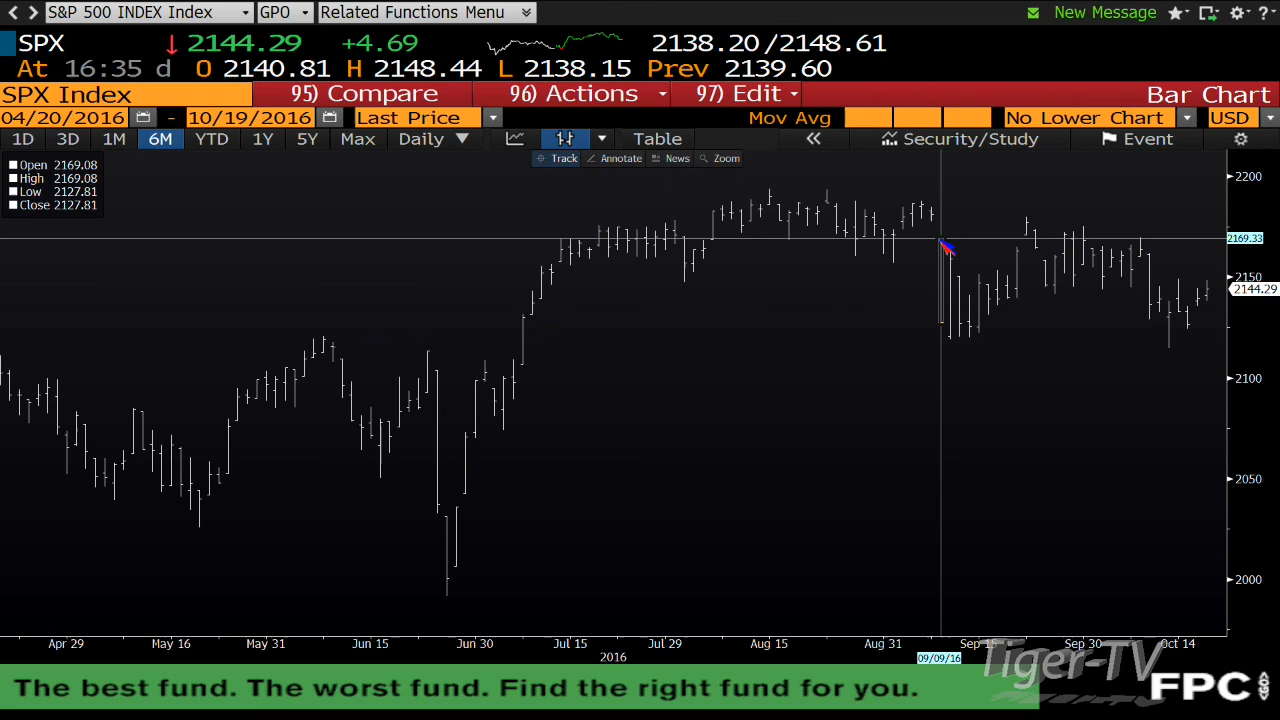 S&P 500 INDEX Index GPO Related Functions Menu New Message
SPX 2144.29 +4.69 2138.20/2148.61
At 16:35 d O 2140.81 H 2148.44 L 2138.15 Prev 2139.60
SPX Index 95) Compare 96) Actions 97) Edit Bar Chart
04/20/2016 - 10/19/2016 Last Price Mov Avg No Lower Chart USD
1D 3D 1M 6M YTD 1Y 5Y Max Daily Table Security/Study Event
Track Annotate News Zoom
Open 2169.08
High 2169.08
Low 2127.81
Close 2127.81
2200
2169.33
2150
2144.29
2100
2050
2000
Apr 29 May 16 May 31 Jun 15 Jun 30 Jul 15 Jul 29 Aug 15 Aug 31 Sep 15 Sep 30 Oct 14
2016
09/09/16
Tiger-TV
The best fund. The worst fund. Find the right fund for you.
FPC